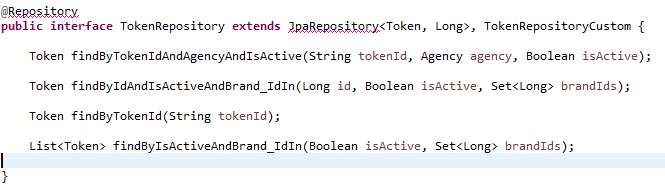 @Repository
public interface TokenRepository extends JpaRepository<Token, Long>, TokenRepositoryCustom {
Token findByTokenIdAndAgencyAndIsActive(String tokenId, Agency agency, Boolean isActive);
Token findByIdAndIsActiveAndBrand_IdIn(Long id, Boolean isActive, Set<Long> brandIds);
Token findByTokenId(String tokenId);
List<Token> findByIsActiveAndBrand_IdIn(Boolean isActive, Set<Long> brandIds);
}